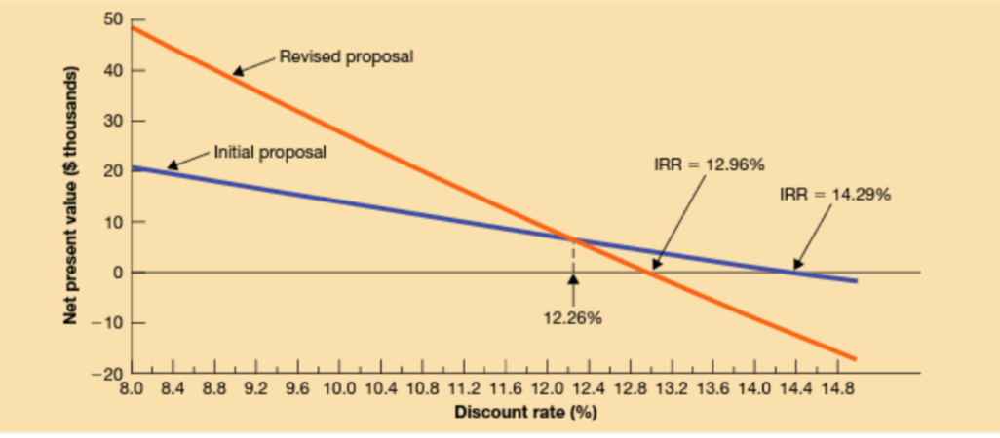 Net present value ($ thousands)
50
40
30
20
10
0
−10
−20
Revised proposal
Initial proposal
IRR = 12.96%
IRR = 14.29%
12.26%
8.0 8.4 8.8 9.2 9.6 10.0 10.4 10.8 11.2 11.6 12.0 12.4 12.8 13.2 13.6 14.0 14.4 14.8
Discount rate (%)